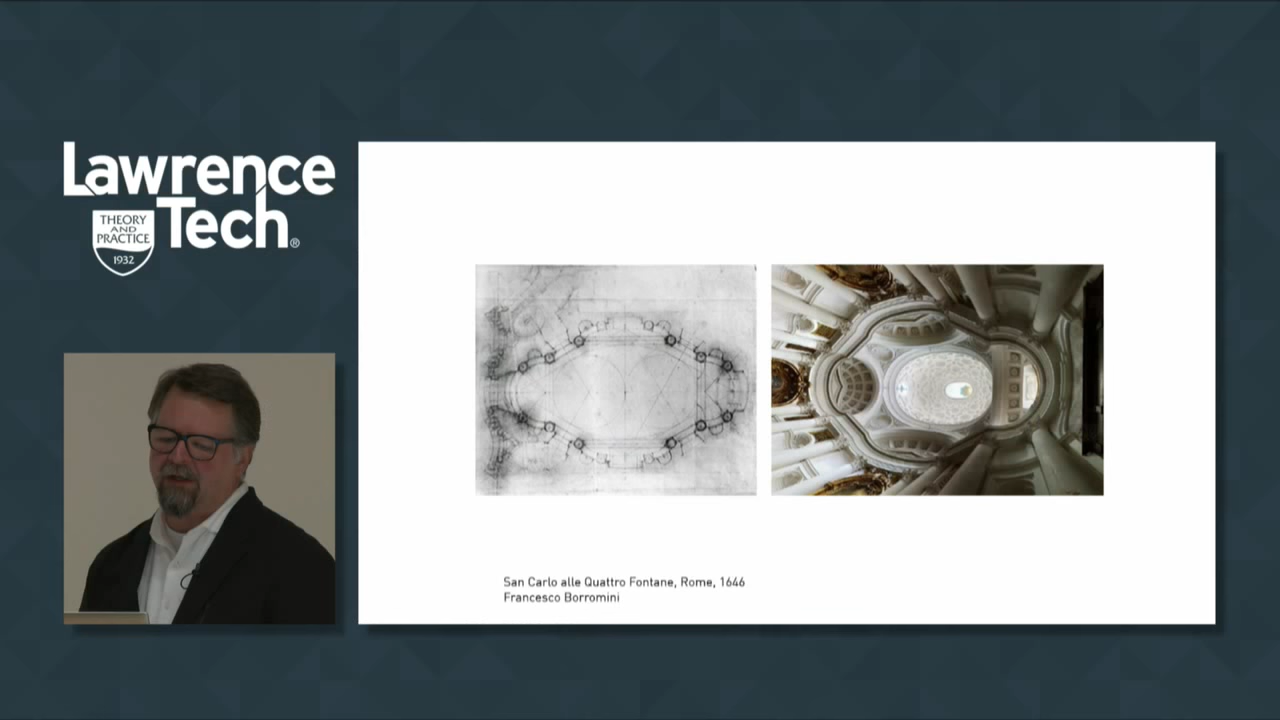 Lawrence
Tech®
THEORY
AND
PRACTICE
1932
San Carlo alle Quattro Fontane, Rome, 1646
Francesco Borromini